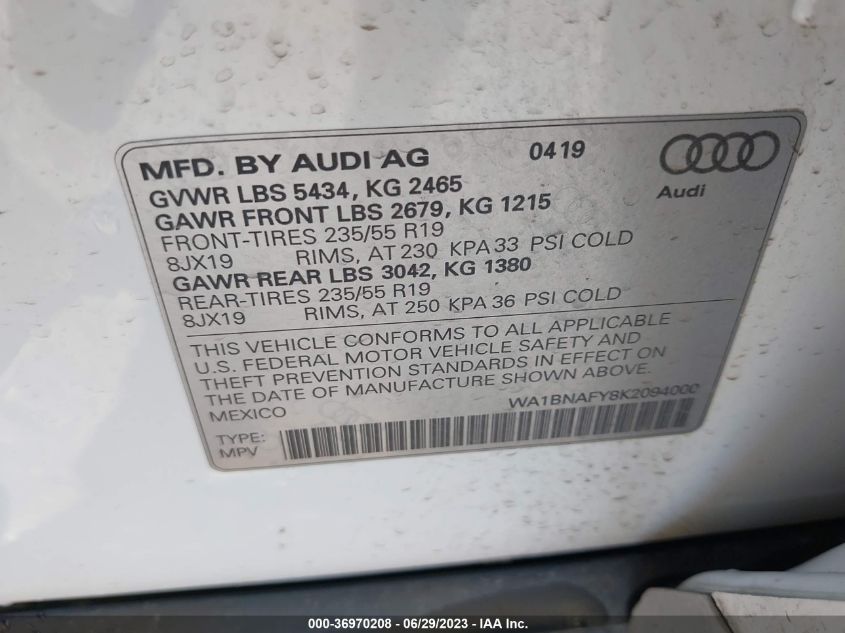 MFD. BY AUDI AG 0419
Audi
GVWR LBS 5434, KG 2465
GAWR FRONT LBS 2679, KG 1215
FRONT-TIRES 235/55 R19
8JX19 RIMS, AT 230 KPA 33 PSI COLD
GAWR REAR LBS 3042, KG 1380
REAR-TIRES 235/55 R19
8JX19 RIMS, AT 250 KPA 36 PSI COLD
THIS VEHICLE CONFORMS TO ALL APPLICABLE
U.S. FEDERAL MOTOR VEHICLE SAFETY AND
THEFT PREVENTION STANDARDS IN EFFECT ON
THE DATE OF MANUFACTURE SHOWN ABOVE.
MEXICO WA1BNAFY8K2094000
TYPE:
MPV
000-36970208 - 06/29/2023 - IAAI.com.